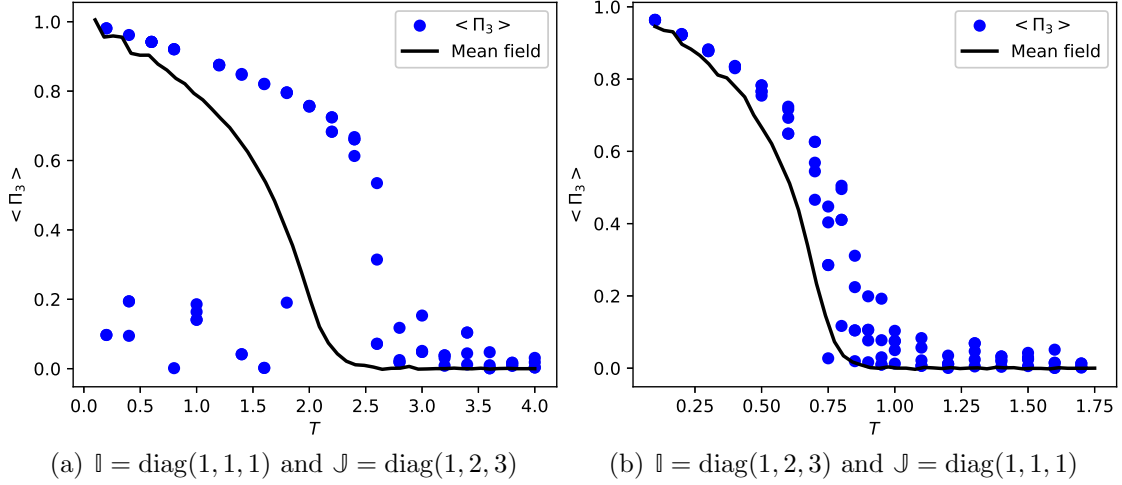 < Π₃ >
Mean field
1.0
0.8
0.6
0.4
0.2
0.0
< Π₃ >
0.0 0.5 1.0 1.5 2.0 2.5 3.0 3.5 4.0
T
(a) 𝕀 = diag(1, 1, 1) and 𝕁 = diag(1, 2, 3)
< Π₃ >
Mean field
1.0
0.8
0.6
0.4
0.2
0.0
< Π₃ >
0.25 0.50 0.75 1.00 1.25 1.50 1.75
T
(b) 𝕀 = diag(1, 2, 3) and 𝕁 = diag(1, 1, 1)